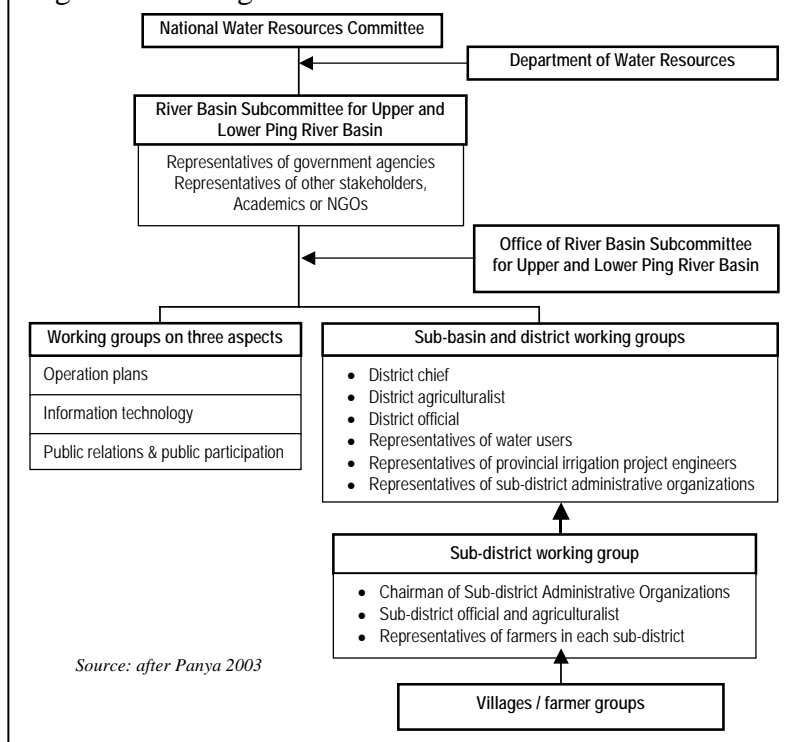 National Water Resources Committee
Department of Water Resources
River Basin Subcommittee for Upper and
Lower Ping River Basin
Representatives of government agencies
Representatives of other stakeholders,
Academics or NGOs
Office of River Basin Subcommittee
for Upper and Lower Ping River Basin
Working groups on three aspects
Operation plans
Information technology
Public relations & public participation
Sub-basin and district working groups
• District chief
• District agriculturalist
• District official
• Representatives of water users
• Representatives of provincial irrigation project engineers
• Representatives of sub-district administrative organizations
Sub-district working group
• Chairman of Sub-district Administrative Organizations
• Sub-district official and agriculturalist
• Representatives of farmers in each sub-district
Source: after Panya 2003
Villages / farmer groups